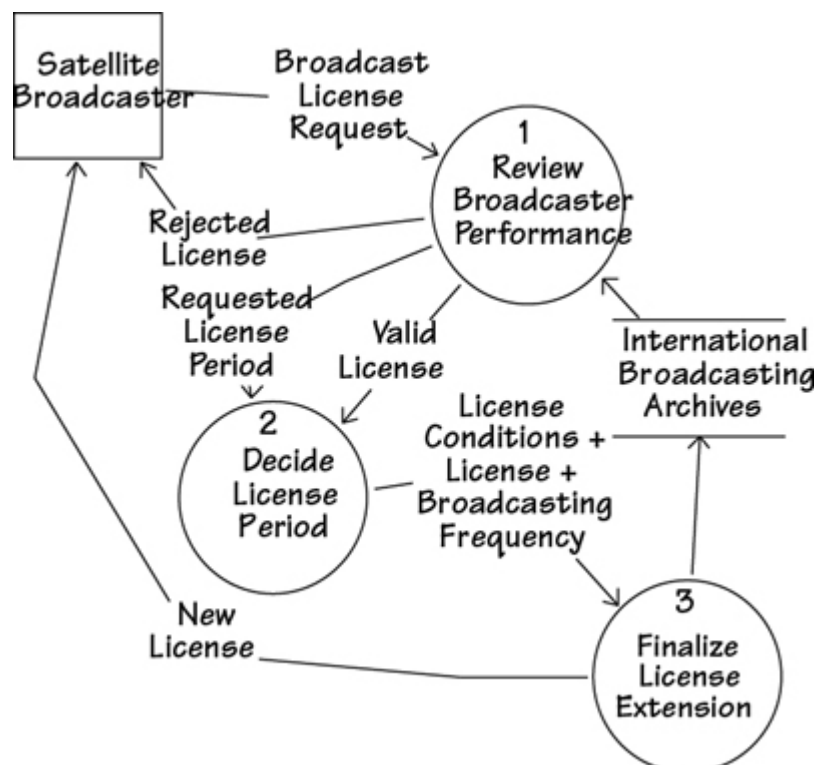 Satellite
Broadcaster
Broadcast
License
Request
1
Review
Broadcaster
Performance
Rejected
License
Requested
License
Period
Valid
License
International
Broadcasting
Archives
2
Decide
License
Period
License
Conditions +
License +
Broadcasting
Frequency
3
Finalize
License
Extension
New
License